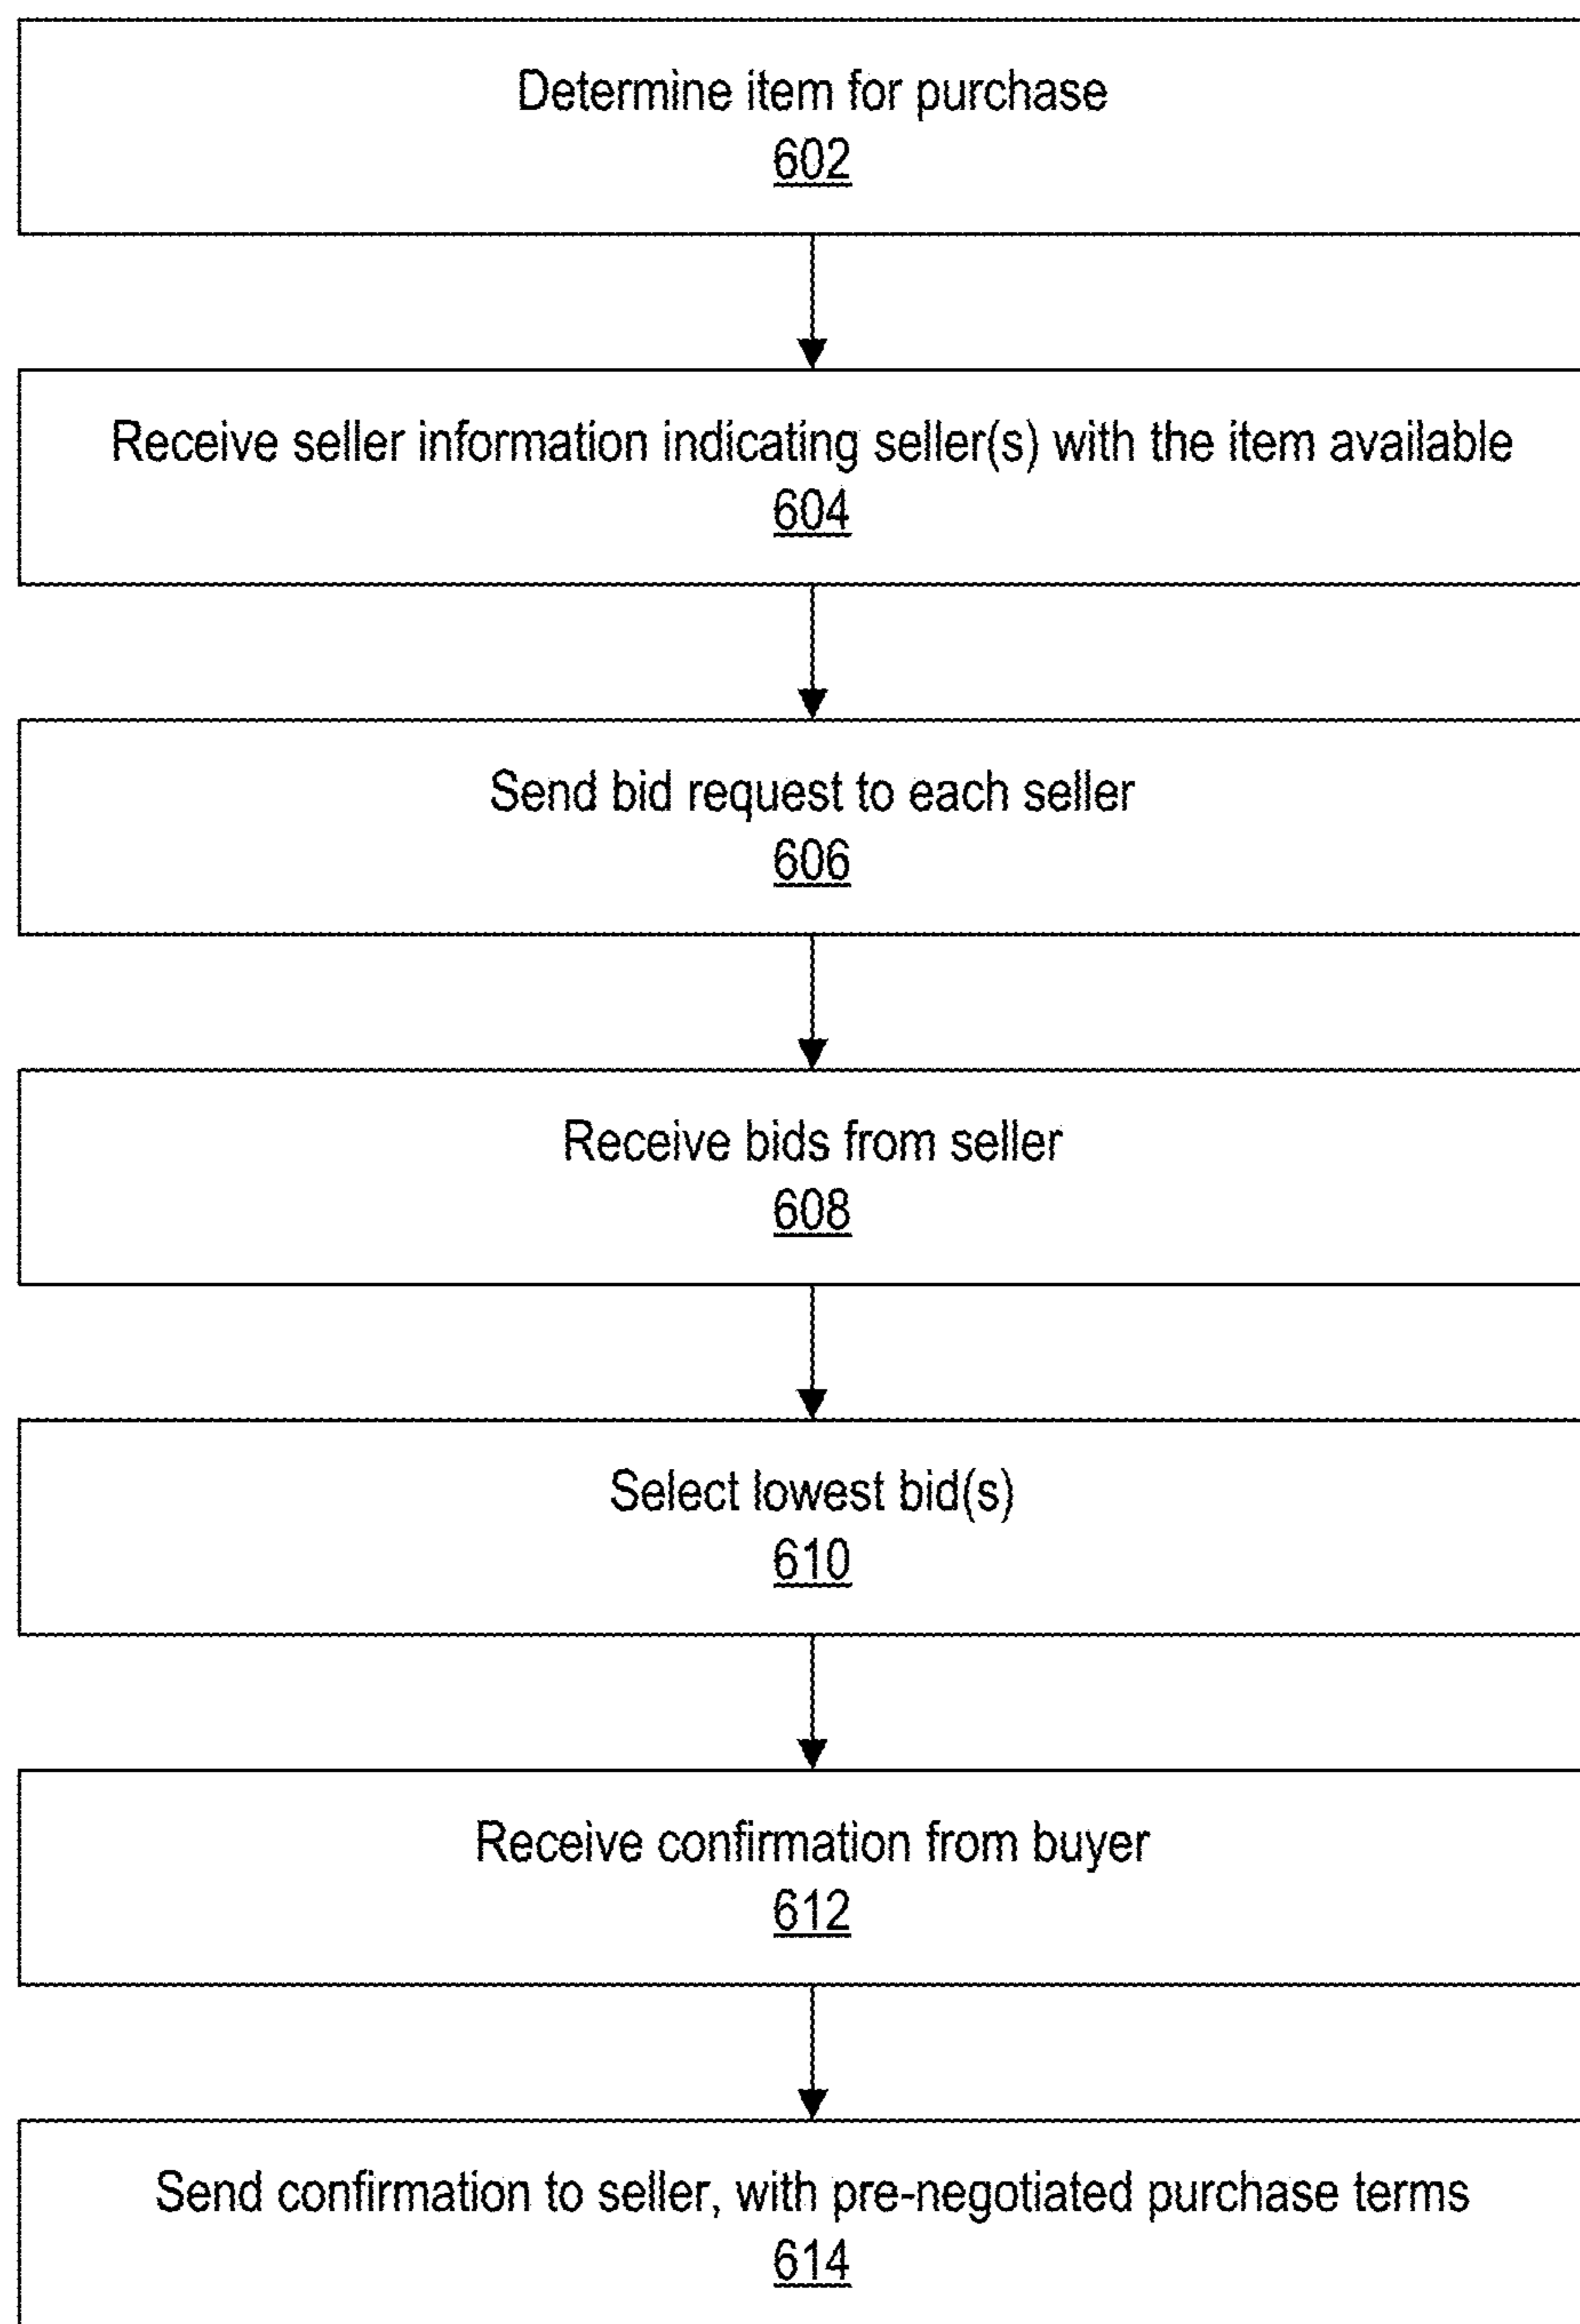 Determine item for purchase
602
Receive seller information indicating seller(s) with the item available
604
Send bid request to each seller
606
Receive bids from seller
608
Select lowest bid(s)
610
Receive confirmation from buyer
612
Send confirmation to seller, with pre-negotiated purchase terms
614